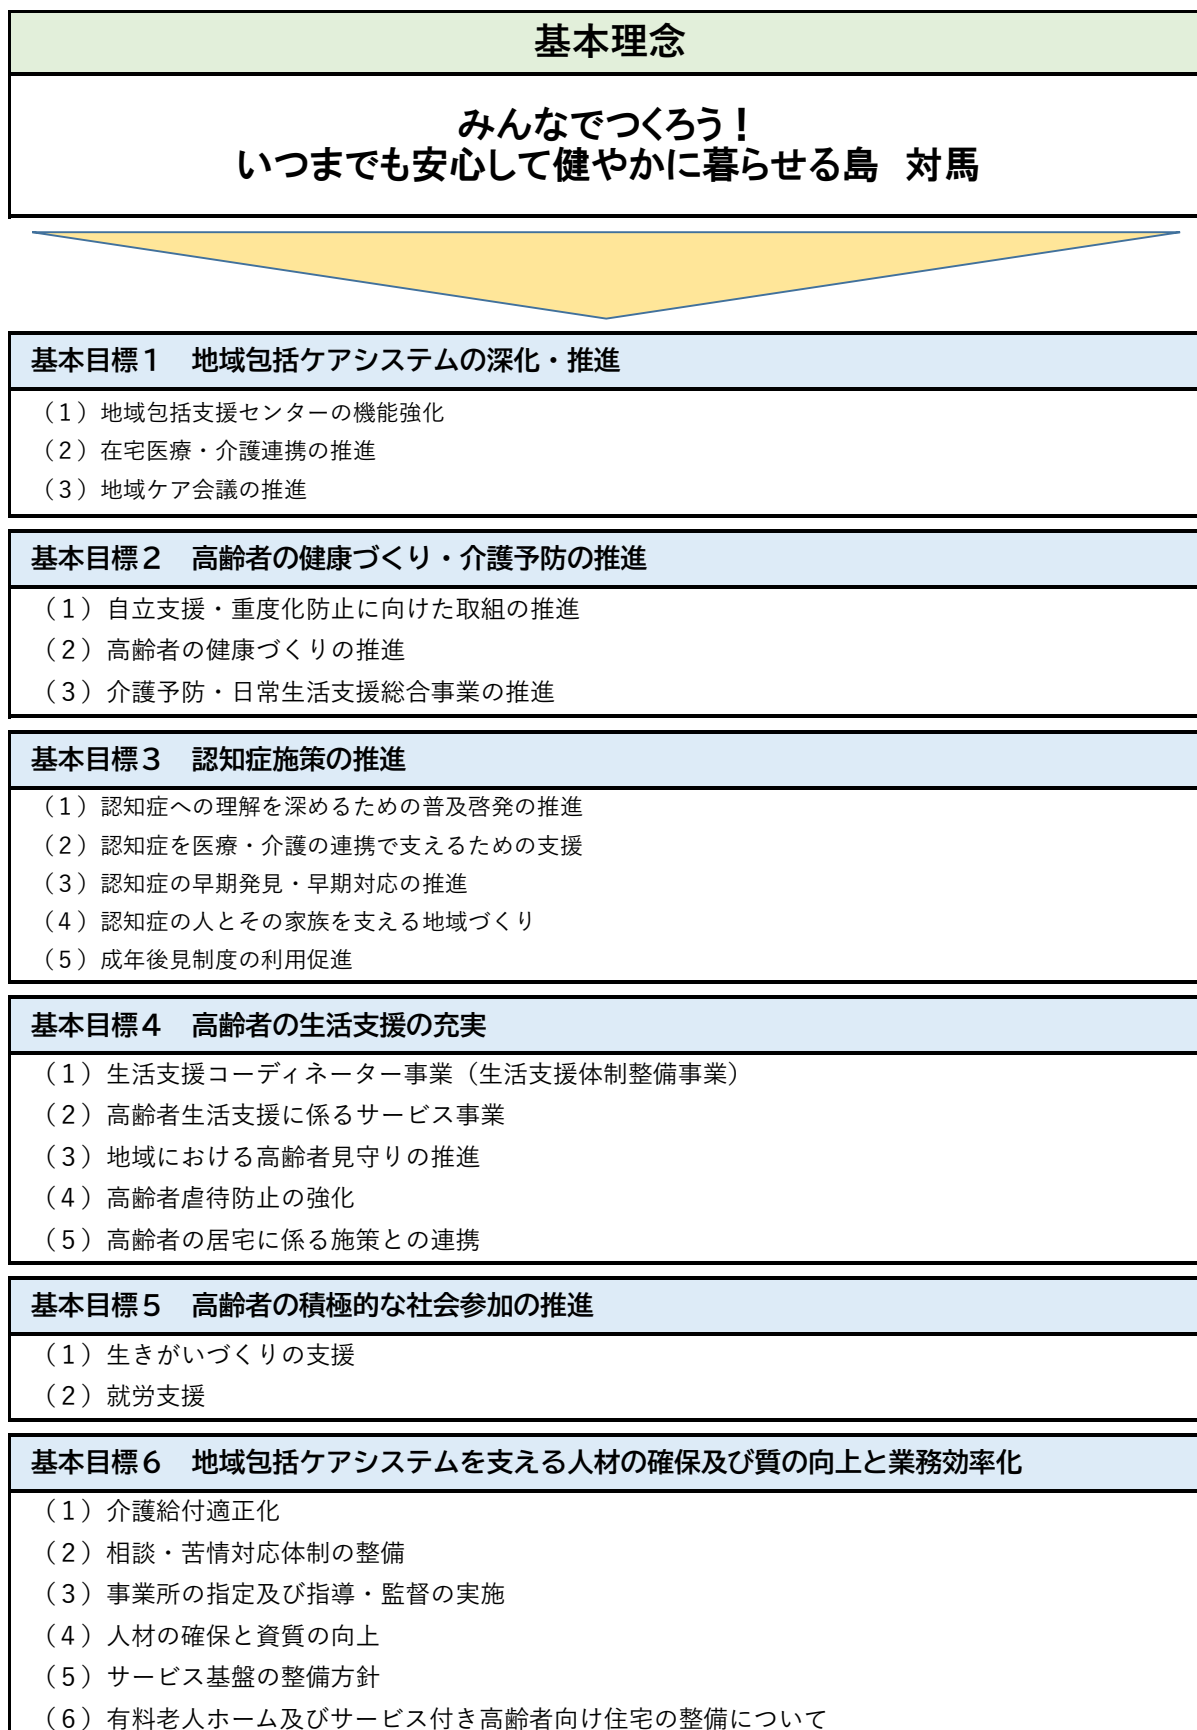 基本理念
みんなでつくろう！
いつまでも安心して健やかに暮らせる島　対馬
基本目標１　地域包括ケアシステムの深化・推進
（１）地域包括支援センターの機能強化
（２）在宅医療・介護連携の推進
（３）地域ケア会議の推進
基本目標２　高齢者の健康づくり・介護予防の推進
（１）自立支援・重度化防止に向けた取組の推進
（２）高齢者の健康づくりの推進
（３）介護予防・日常生活支援総合事業の推進
基本目標３　認知症施策の推進
（１）認知症への理解を深めるための普及啓発の推進
（２）認知症を医療・介護の連携で支えるための支援
（３）認知症の早期発見・早期対応の推進
（４）認知症の人とその家族を支える地域づくり
（５）成年後見制度の利用促進
基本目標４　高齢者の生活支援の充実
（１）生活支援コーディネーター事業（生活支援体制整備事業）
（２）高齢者生活支援に係るサービス事業
（３）地域における高齢者見守りの推進
（４）高齢者虐待防止の強化
（５）高齢者の居宅に係る施策との連携
基本目標５　高齢者の積極的な社会参加の推進
（１）生きがいづくりの支援
（２）就労支援
基本目標６　地域包括ケアシステムを支える人材の確保及び質の向上と業務効率化
（１）介護給付適正化
（２）相談・苦情対応体制の整備
（３）事業所の指定及び指導・監督の実施
（４）人材の確保と資質の向上
（５）サービス基盤の整備方針
（６）有料老人ホーム及びサービス付き高齢者向け住宅の整備について